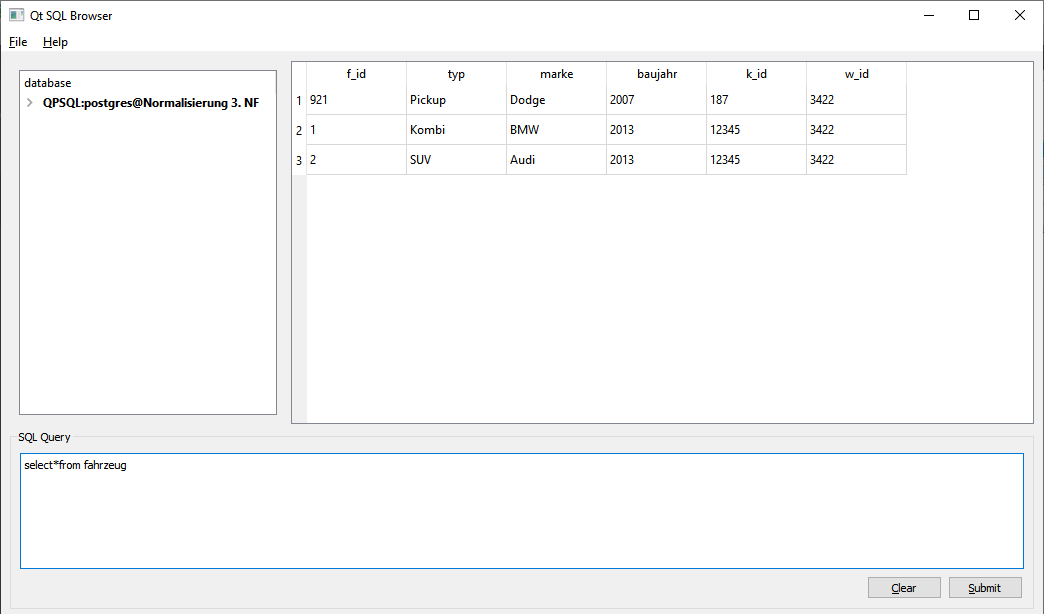 Qt SQL Browser
File Help
database
QPSQL:postgres@Normalisierung 3. NF
f_id typ marke baujahr k_id w_id
1 921 Pickup Dodge 2007 187 3422
2 1 Kombi BMW 2013 12345 3422
3 2 SUV Audi 2013 12345 3422
SQL Query
select*from fahrzeug
Clear Submit